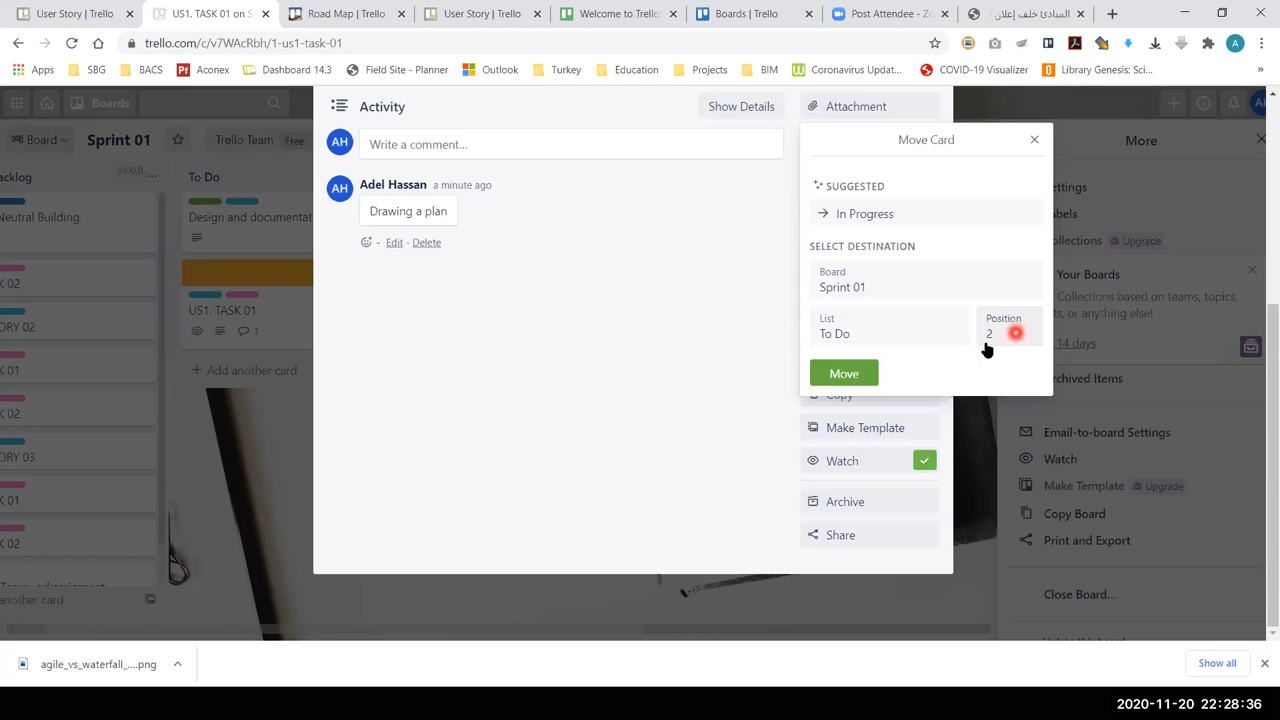 User Story | Trello
US1. TASK 01 on S
Road Map | Trello
User Story | Trello
Welcome to Trello!
Boards | Trello
Post Attendee - Zo
المبادئ خلف إعلان
trello.com/c/v7WAcRbh/1-us1-task-01
A
Apps
SBG
BACS
Aconex
Dashboard 14.3
Field Site - Planner
Outlook
Turkey
Education
Projects
BIM
Coronavirus Updat...
COVID-19 Visualizer
Library Genesis: Sci...
Boards
Board
Sprint 01
Trello Team
Free
More
Activity
Show Details
Attachment
AH
Write a comment...
AH
Adel Hassan a minute ago
Drawing a plan
Edit - Delete
Move Card
SUGGESTED
In Progress
SELECT DESTINATION
Board
Sprint 01
List
To Do
Position
2
Move
Copy
Make Template
Watch
Archive
Share
acklog
Neutral Building
K 02
ORY 02
K 01
K 02
ORY 03
K 01
K 02
another card
To Do
Design and documentat
US1. TASK 01
1
Add another card
ettings
abels
ollections
Upgrade
Your Boards
Collections based on teams, topics,
s, or anything else!
14 days
rchived Items
Email-to-board Settings
Watch
Make Template
Upgrade
Copy Board
Print and Export
Close Board...
agile_vs_waterfall_....png
Show all
2020-11-20 22:28:36